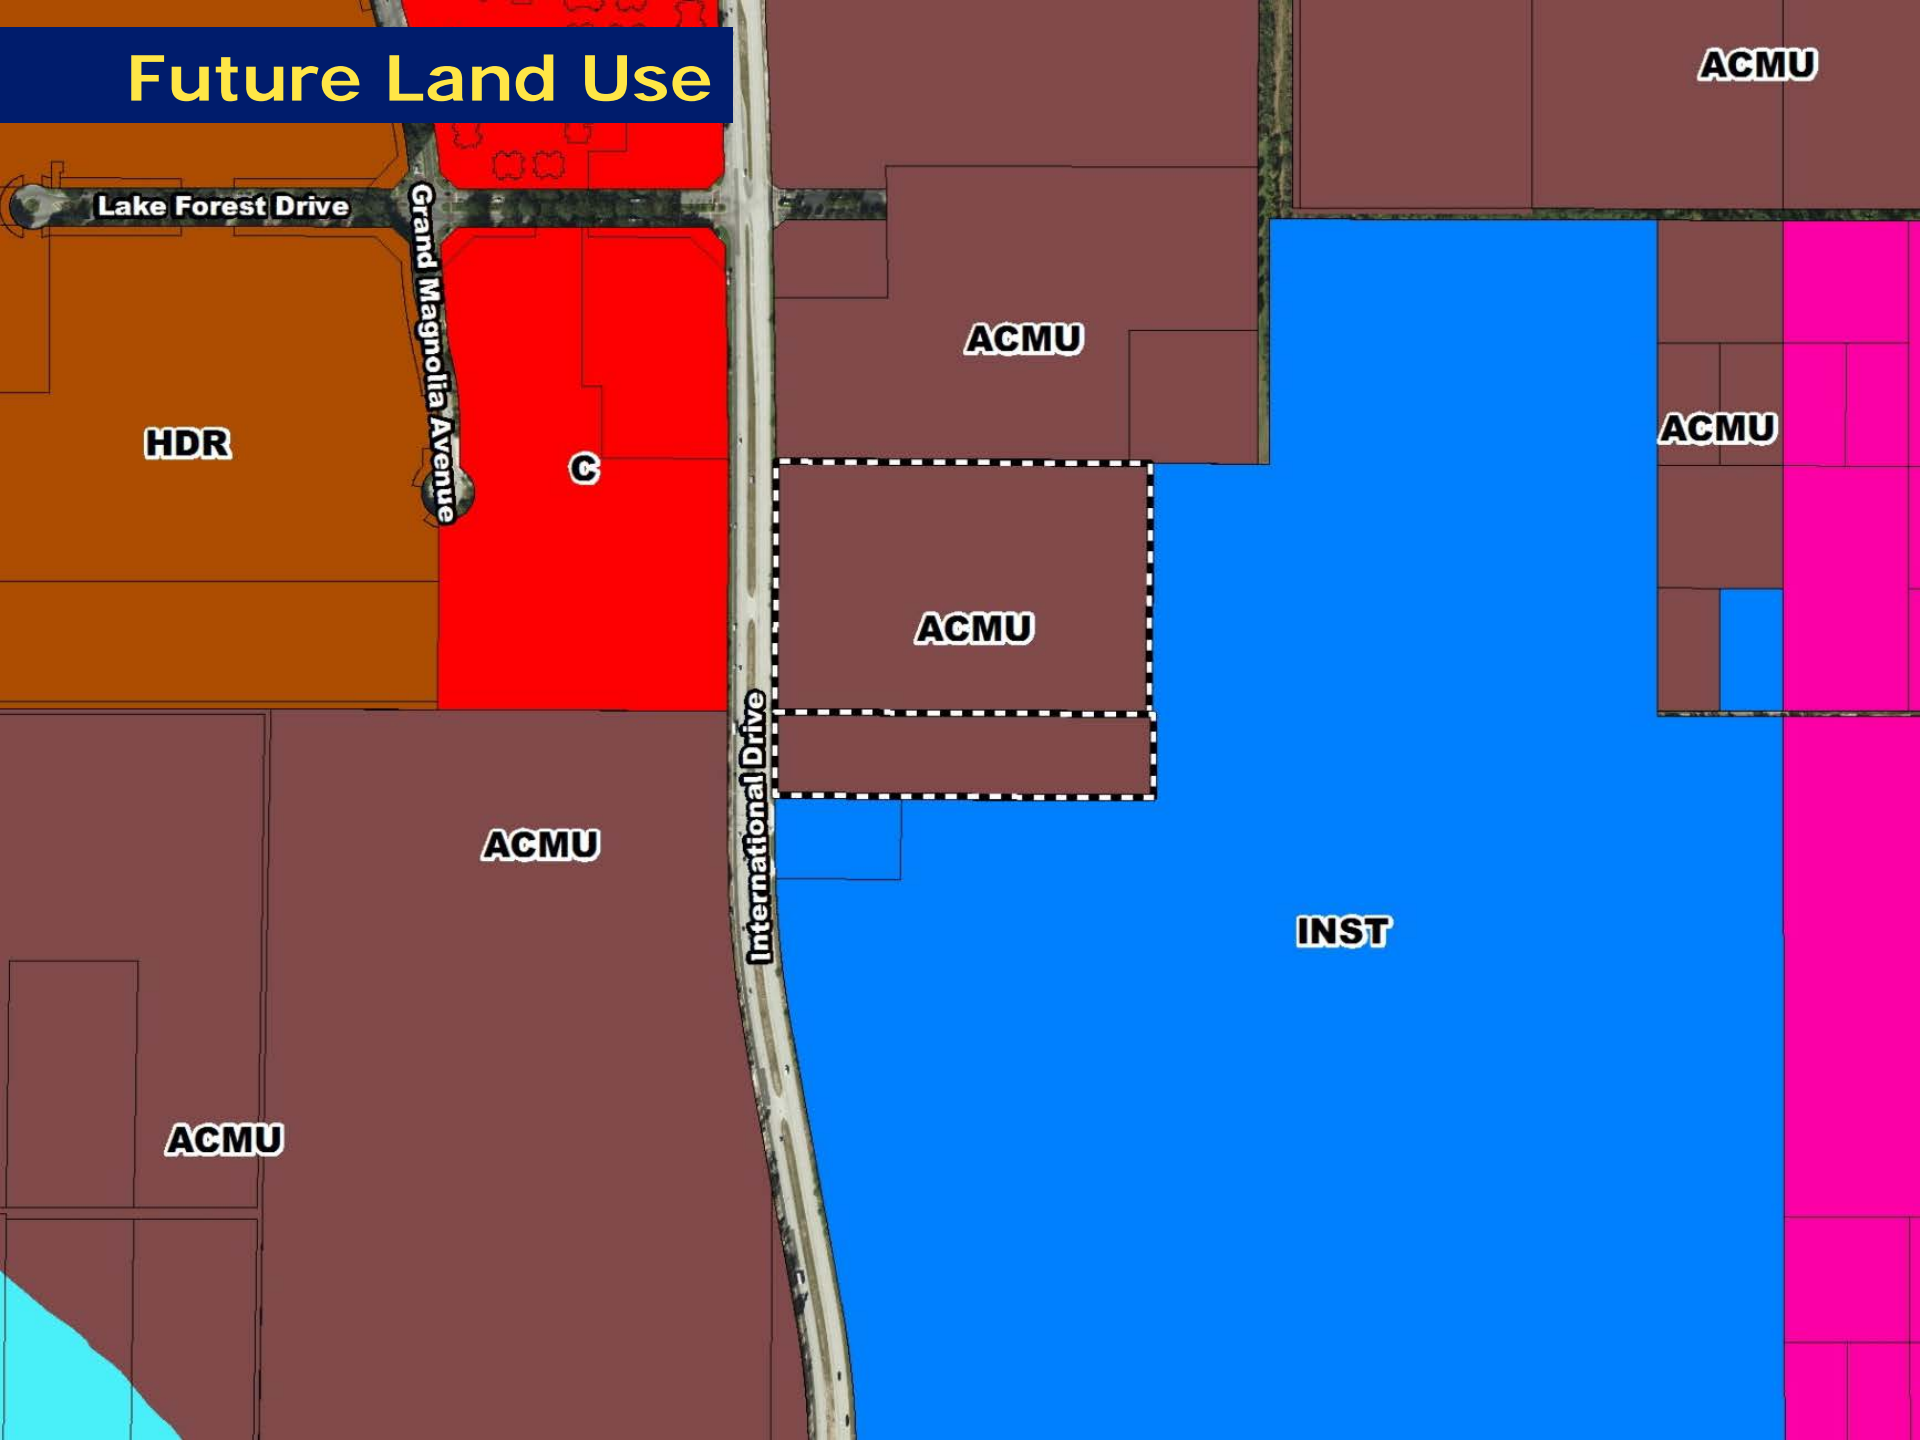 Future Land Use
ACMU
Lake Forest Drive
Grand Magnolia Avenue
ACMU
ACMU
HDR
C
ACMU
International Drive
ACMU
INST
ACMU